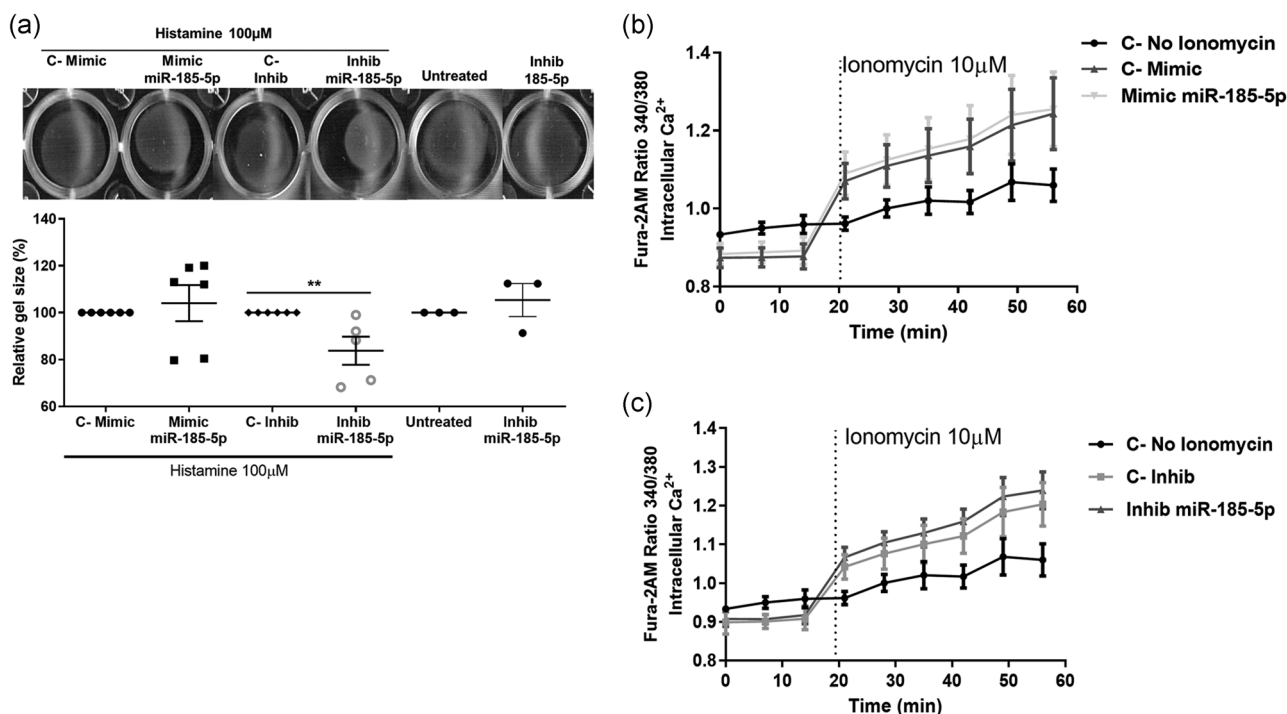 (a)
Histamine 100µM
C- Mimic
Mimic
miR-185-5p
C-
Inhib
Inhib
miR-185-5p
Untreated
Inhib
185-5p
Relative gel size (%)
140
120
100
80
60
**
C- Mimic
Mimic
miR-185-5p
C- Inhib
Inhib
miR-185-5p
Untreated
Inhib
miR-185-5p
Histamine 100µM
(b)
Fura-2AM Ratio 340/380
Intracellular Ca²⁺
1.4
1.2
1.0
0.8
Ionomycin 10µM
0
10
20
30
40
50
60
Time (min)
C- No Ionomycin
C- Mimic
Mimic miR-185-5p
(c)
Fura-2AM Ratio 340/380
Intracellular Ca²⁺
1.4
1.3
1.2
1.1
1.0
0.9
0.8
Ionomycin 10µM
0
10
20
30
40
50
60
Time (min)
C- No Ionomycin
C- Inhib
Inhib miR-185-5p